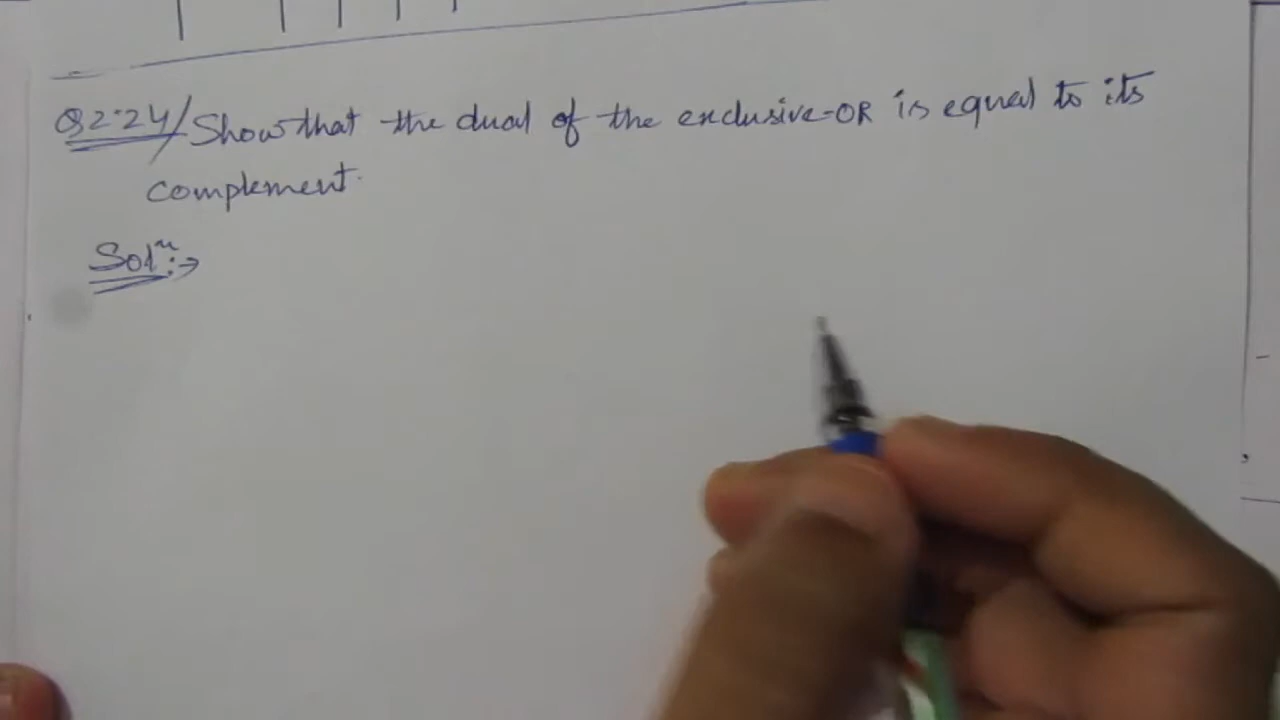 Q2.24/ Show that the dual of the exclusive-OR is equal to its
complement.
Solⁿ:→